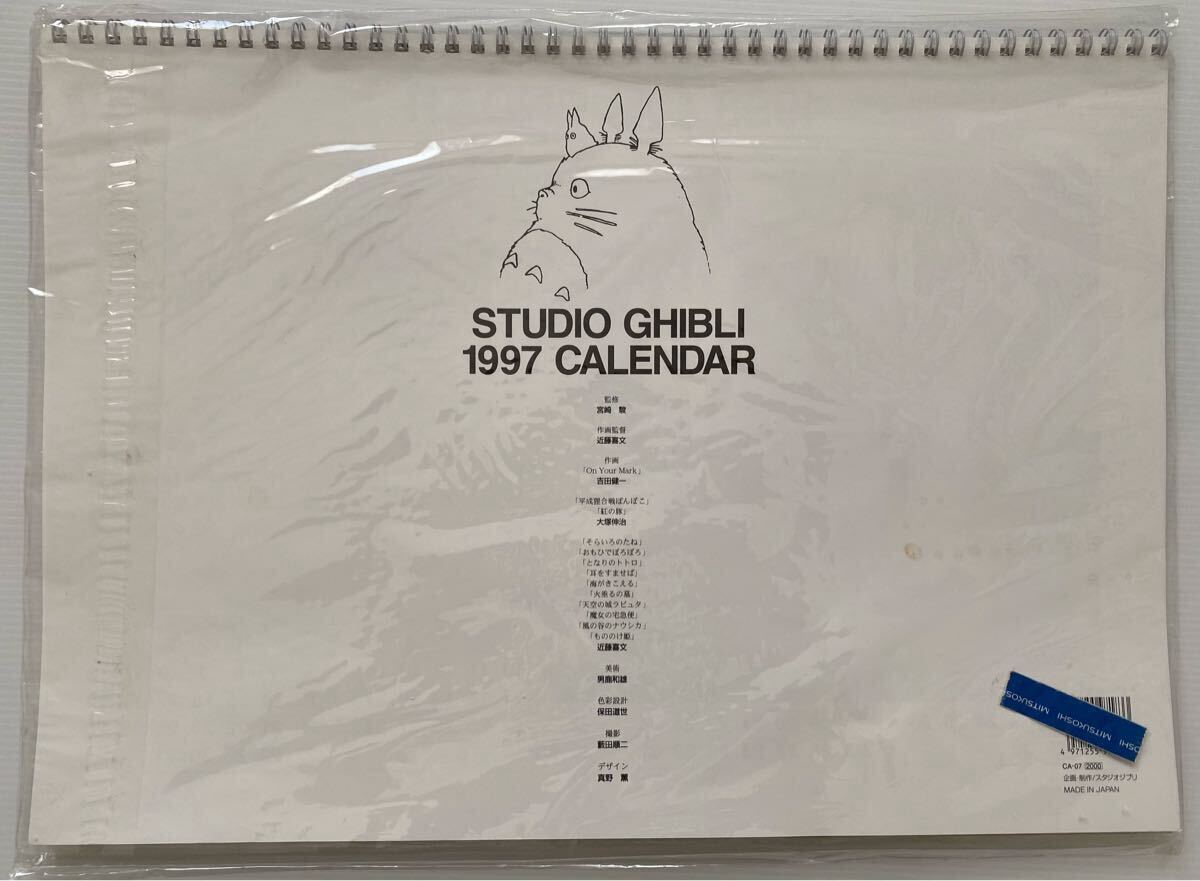 STUDIO GHIBLI
1997 CALENDAR
監修
宮崎 駿
作画監督
近藤喜文
作画
「On Your Mark」
吉田健一
「平成狸合戦ぽんぽこ」
「紅の豚」
大塚伸治
「そらいろのたね」
「おもひでぽろぽろ」
「となりのトトロ」
「耳をすませば」
「海がきこえる」
「火垂るの墓」
「天空の城ラピュタ」
「魔女の宅急便」
「風の谷のナウシカ」
「もののけ姫」
近藤喜文
美術
男鹿和雄
色彩設計
保田道世
撮影
藪田順二
デザイン
真野 薫
OSHI MITSUKOSHI MITSUKOS
4 971255
CA-07 2000
企画・制作/スタジオジブリ
MADE IN JAPAN